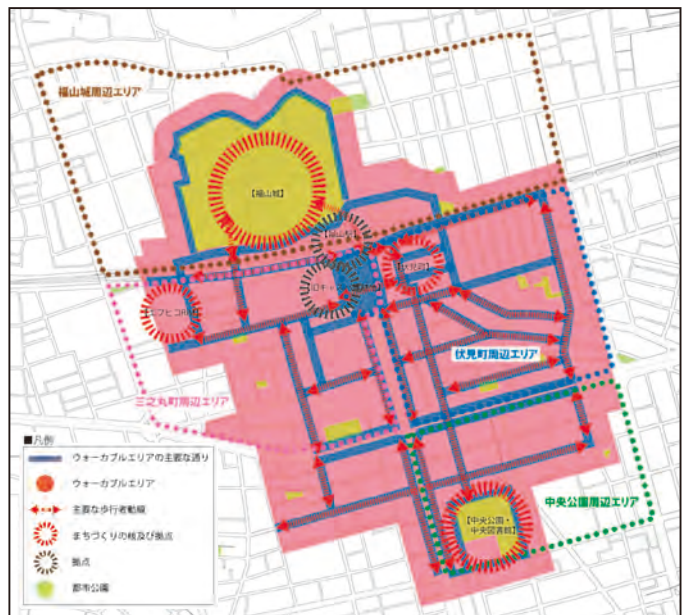 福山城周辺エリア
【福山城】
【福山駅】
【伏見町】
【エフピコRiM】
伏見町周辺エリア
三之丸町周辺エリア
中央公園周辺エリア
【中央公園・
中央図書館】
■凡例
ウォーカブルエリアの主要な通り
ウォーカブルエリア
主要な歩行者動線
まちづくりの核及び拠点
拠点
都市公園